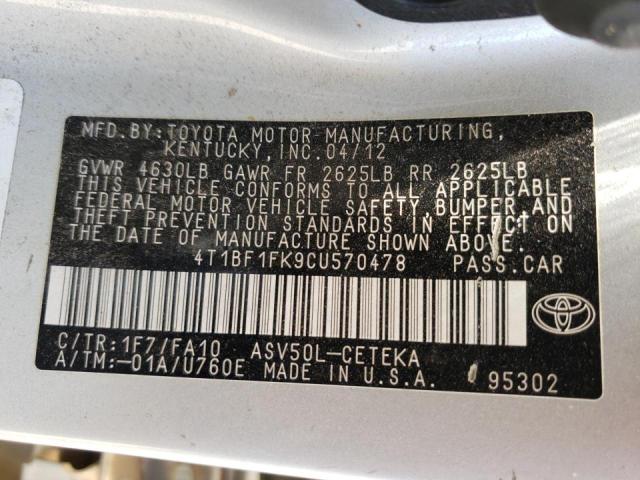 MFD.BY:TOYOTA MOTOR MANUFACTURING,
KENTUCKY,INC.04/12
GVWR 4630LB GAWR FR 2625LB RR 2625LB
THIS VEHICLE CONFORMS TO ALL APPLICABLE
FEDERAL MOTOR VEHICLE SAFETY,BUMPER,AND
THEFT PREVENTION STANDARDS IN EFFECT ON
THE DATE OF MANUFACTURE SHOWN ABOVE.
4T1BF1FK9CU570478 PASS.CAR
C/TR:1F7/FA10 ASV50L-CETEKA
A/TM:-01A/U760E MADE IN U.S.A. 95302